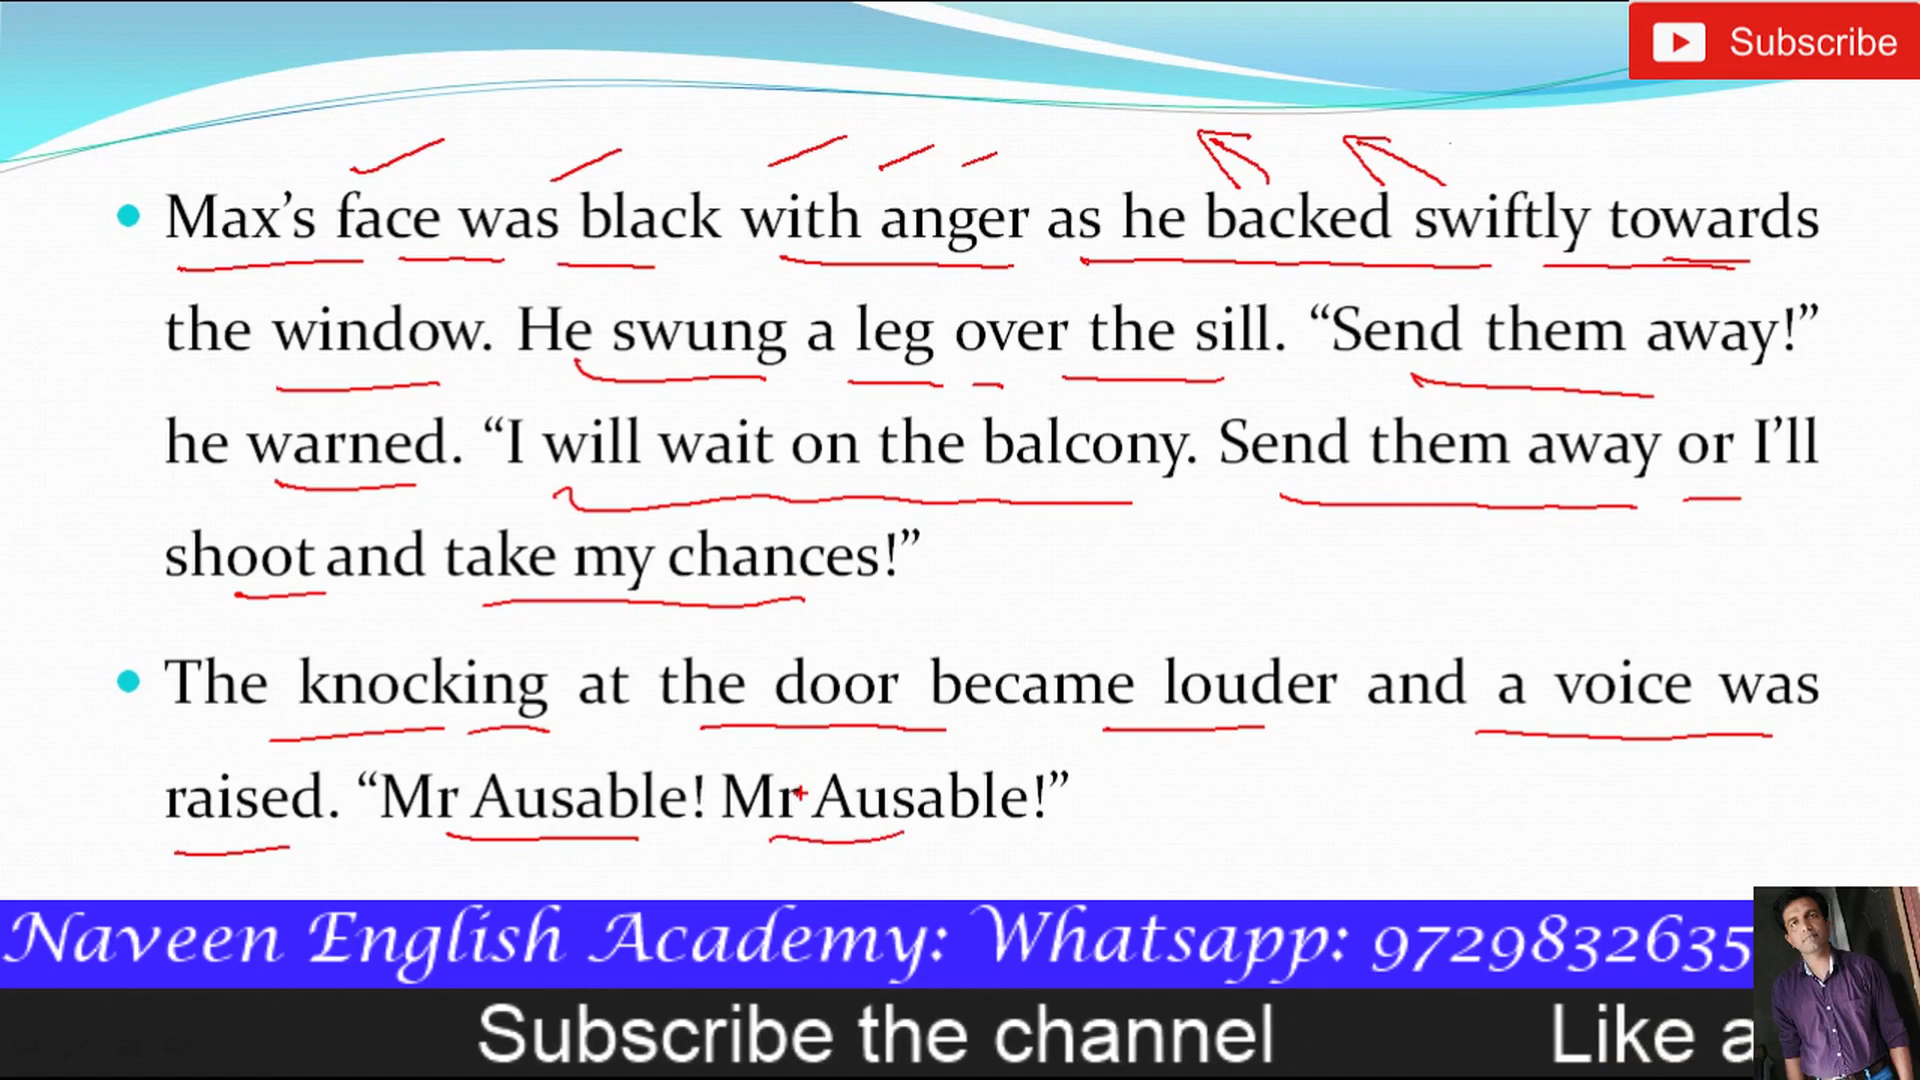 Subscribe
Max’s face was black with anger as he backed swiftly towards
the window. He swung a leg over the sill. “Send them away!”
he warned. “I will wait on the balcony. Send them away or I’ll
shoot and take my chances!”
The knocking at the door became louder and a voice was
raised. “Mr Ausable! Mr Ausable!”
Naveen English Academy: Whatsapp: 9729832635
Subscribe the channel Like a